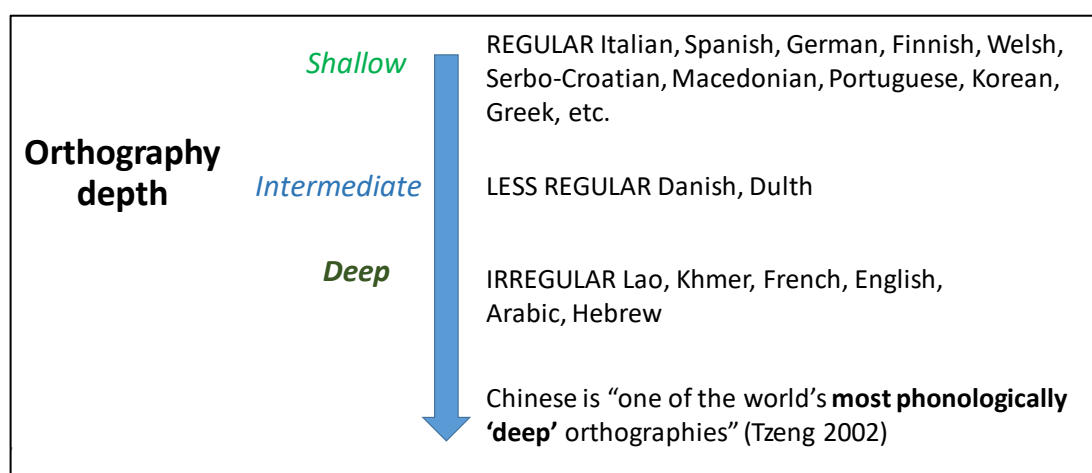 Orthography
depth
Shallow
REGULAR Italian, Spanish, German, Finnish, Welsh,
Serbo-Croatian, Macedonian, Portuguese, Korean,
Greek, etc.
Intermediate
LESS REGULAR Danish, Dulth
Deep
IRREGULAR Lao, Khmer, French, English,
Arabic, Hebrew
Chinese is “one of the world’s most phonologically
‘deep’ orthographies” (Tzeng 2002)